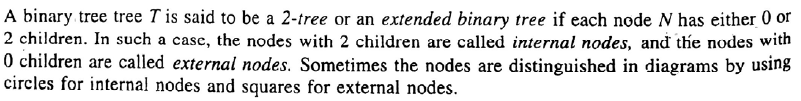 A binary tree tree T is said to be a 2-tree or an extended binary tree if each node N has either 0 or
2 children. In such a case, the nodes with 2 children are called internal nodes, and the nodes with
0 children are called external nodes. Sometimes the nodes are distinguished in diagrams by using
circles for internal nodes and squares for external nodes.